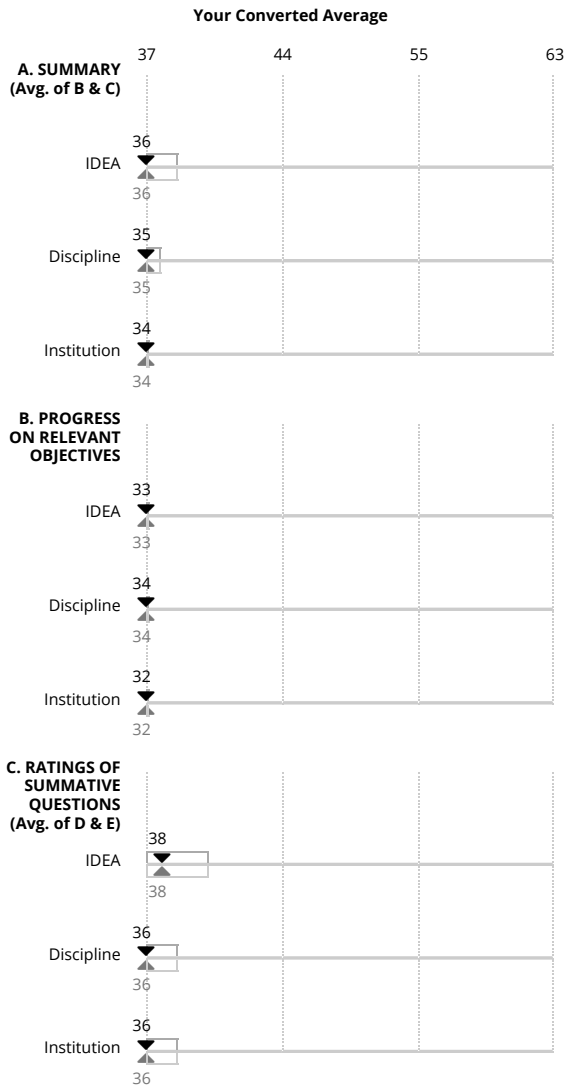 Your Converted Average
37 44 55 63
A. SUMMARY
(Avg. of B & C)
36
IDEA
36
35
Discipline
35
34
Institution
34
B. PROGRESS
ON RELEVANT
OBJECTIVES
33
IDEA
33
34
Discipline
34
32
Institution
32
C. RATINGS OF
SUMMATIVE
QUESTIONS
(Avg. of D & E)
38
IDEA
38
36
Discipline
36
36
Institution
36